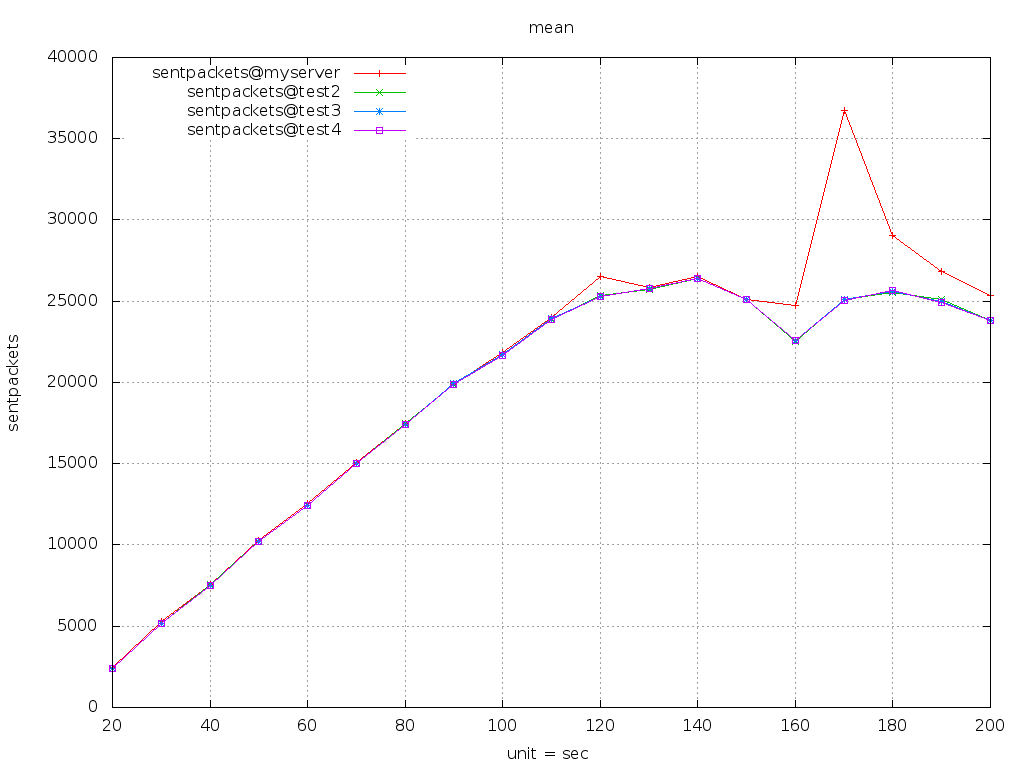 mean
40000
35000
30000
25000
20000
15000
10000
5000
0
sentpackets
sentpackets@myserver
sentpackets@test2
sentpackets@test3
sentpackets@test4
20 40 60 80 100 120 140 160 180 200
unit = sec